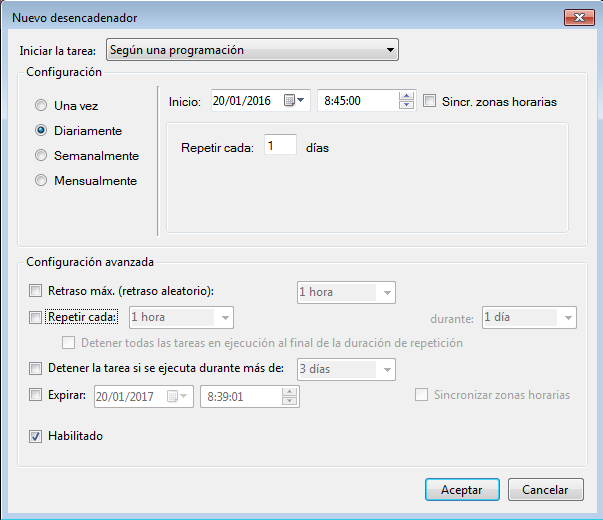 Nuevo desencadenador
Iniciar la tarea: Según una programación
Configuración
Una vez
Diariamente
Semanalmente
Mensualmente
Inicio: 20/01/2016 8:45:00 Sincr. zonas horarias
Repetir cada: 1 días
Configuración avanzada
Retraso máx. (retraso aleatorio): 1 hora
Repetir cada: 1 hora durante: 1 día
Detener todas las tareas en ejecución al final de la duración de repetición
Detener la tarea si se ejecuta durante más de: 3 días
Expirar: 20/01/2017 8:39:01 Sincronizar zonas horarias
Habilitado
Aceptar Cancelar